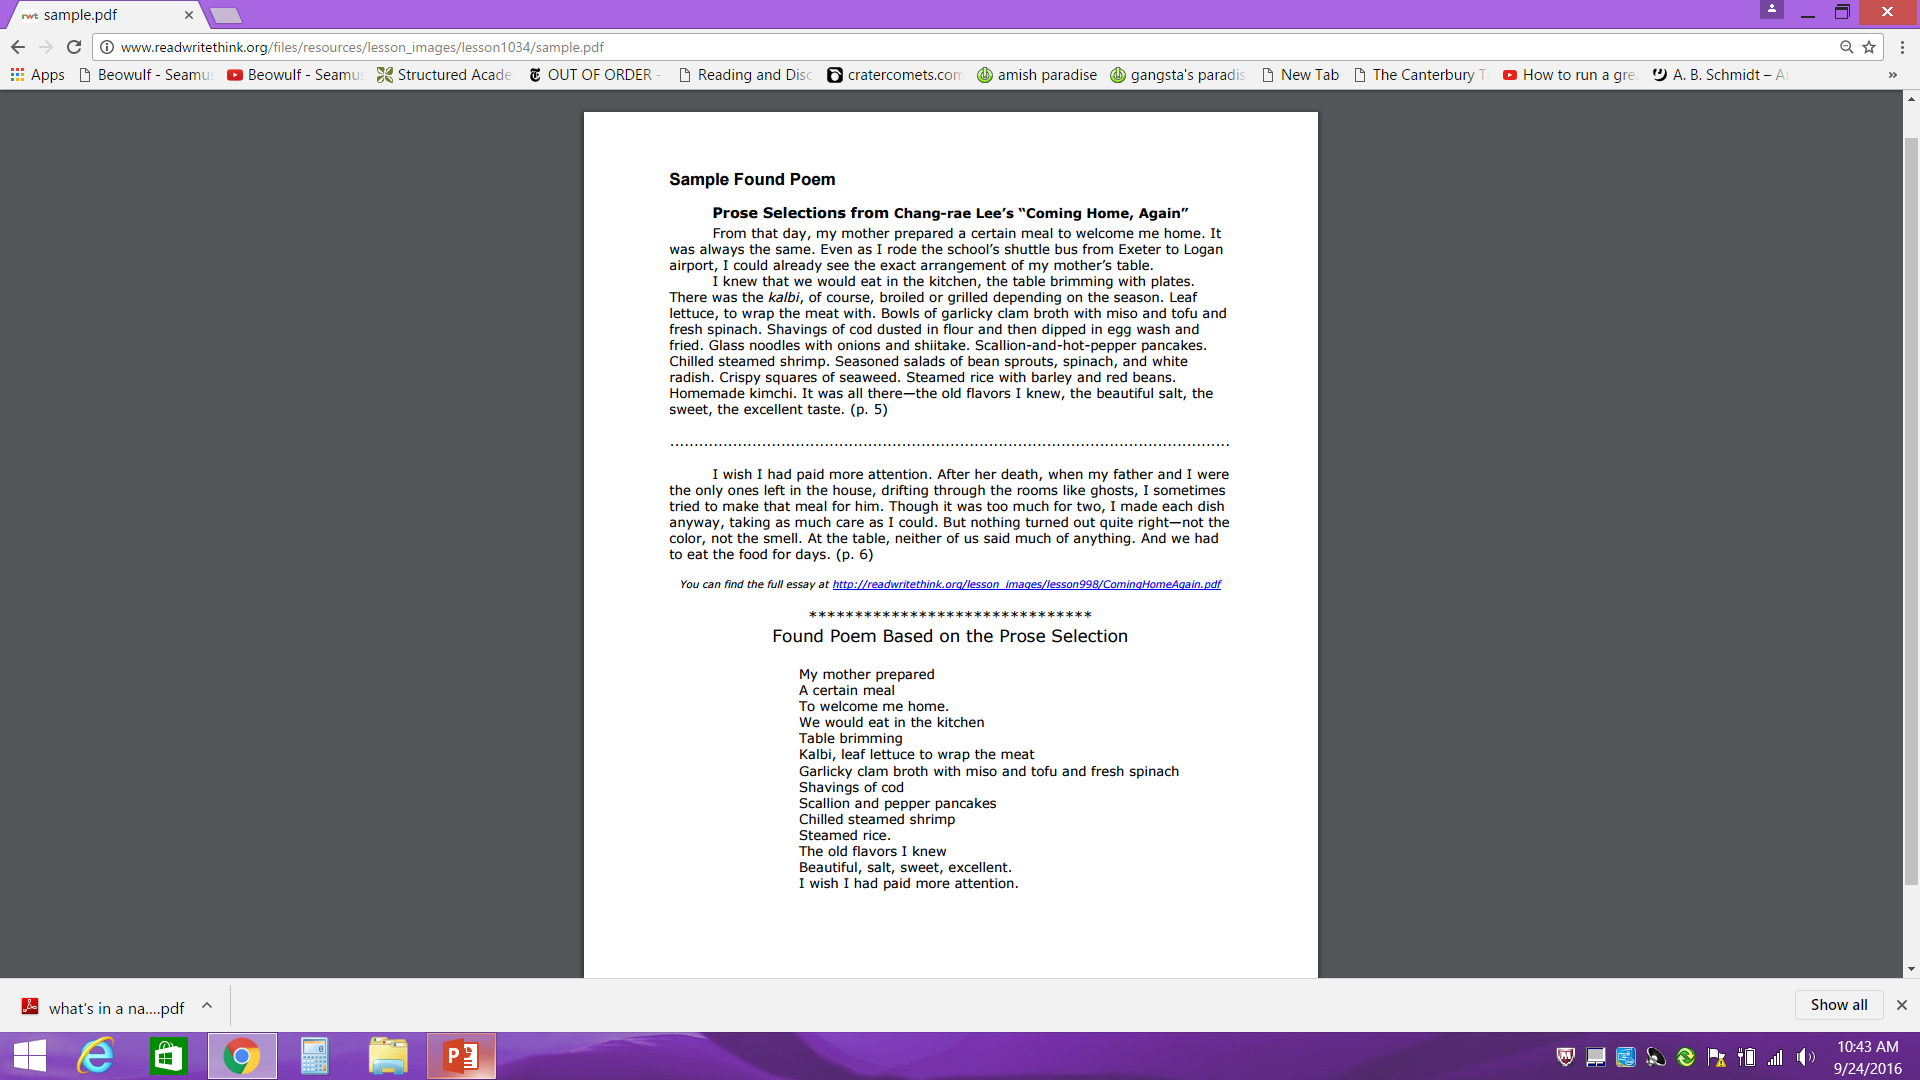 rwt sample.pdf
www.readwritethink.org/files/resources/lesson_images/lesson1034/sample.pdf
Apps Beowulf - Seamus Beowulf - Seamus Structured Acade OUT OF ORDER - Reading and Disc cratercomets.com amish paradise gangsta's paradis New Tab The Canterbury T How to run a gre A. B. Schmidt – A
Sample Found Poem
Prose Selections from Chang-rae Lee’s “Coming Home, Again”
From that day, my mother prepared a certain meal to welcome me home. It
was always the same. Even as I rode the school’s shuttle bus from Exeter to Logan
airport, I could already see the exact arrangement of my mother’s table.
I knew that we would eat in the kitchen, the table brimming with plates.
There was the kalbi, of course, broiled or grilled depending on the season. Leaf
lettuce, to wrap the meat with. Bowls of garlicky clam broth with miso and tofu and
fresh spinach. Shavings of cod dusted in flour and then dipped in egg wash and
fried. Glass noodles with onions and shiitake. Scallion-and-hot-pepper pancakes.
Chilled steamed shrimp. Seasoned salads of bean sprouts, spinach, and white
radish. Crispy squares of seaweed. Steamed rice with barley and red beans.
Homemade kimchi. It was all there—the old flavors I knew, the beautiful salt, the
sweet, the excellent taste. (p. 5)
....................................................................................................................
I wish I had paid more attention. After her death, when my father and I were
the only ones left in the house, drifting through the rooms like ghosts, I sometimes
tried to make that meal for him. Though it was too much for two, I made each dish
anyway, taking as much care as I could. But nothing turned out quite right—not the
color, not the smell. At the table, neither of us said much of anything. And we had
to eat the food for days. (p. 6)
You can find the full essay at http://readwritethink.org/lesson_images/lesson998/ComingHomeAgain.pdf
*******************************
Found Poem Based on the Prose Selection
My mother prepared
A certain meal
To welcome me home.
We would eat in the kitchen
Table brimming
Kalbi, leaf lettuce to wrap the meat
Garlicky clam broth with miso and tofu and fresh spinach
Shavings of cod
Scallion and pepper pancakes
Chilled steamed shrimp
Steamed rice.
The old flavors I knew
Beautiful, salt, sweet, excellent.
I wish I had paid more attention.
what's in a na....pdf
Show all
10:43 AM
9/24/2016